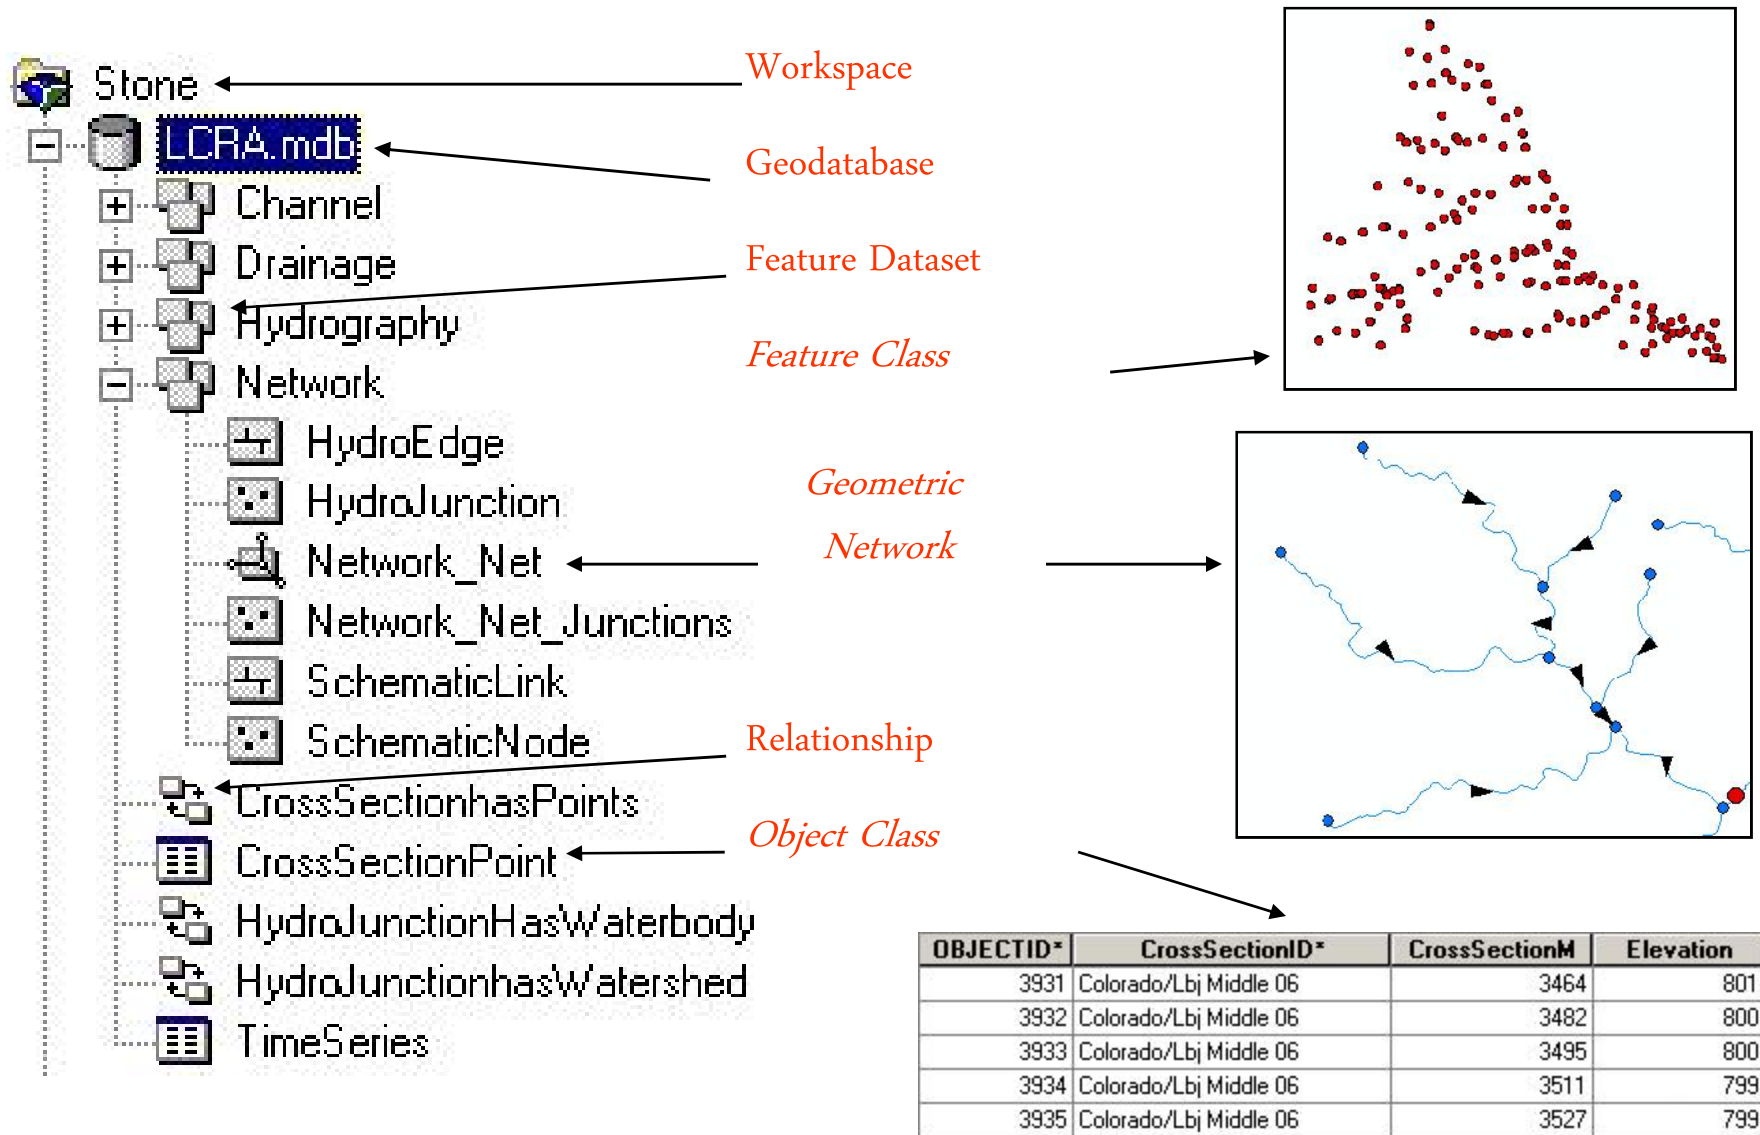 Stone
LCRA.mdb
Channel
Drainage
Hydrography
Network
HydroEdge
HydroJunction
Network_Net
Network_Net_Junctions
SchematicLink
SchematicNode
CrossSectionhasPoints
CrossSectionPoint
HydroJunctionHasWaterbody
HydroJunctionhasWatershed
TimeSeries
Workspace
Geodatabase
Feature Dataset
Feature Class
Geometric
Network
Relationship
Object Class
OBJECTID* CrossSectionID* CrossSectionM Elevation
3931 Colorado/Lbj Middle 06 3464 801
3932 Colorado/Lbj Middle 06 3482 800
3933 Colorado/Lbj Middle 06 3495 800
3934 Colorado/Lbj Middle 06 3511 799
3935 Colorado/Lbj Middle 06 3527 799